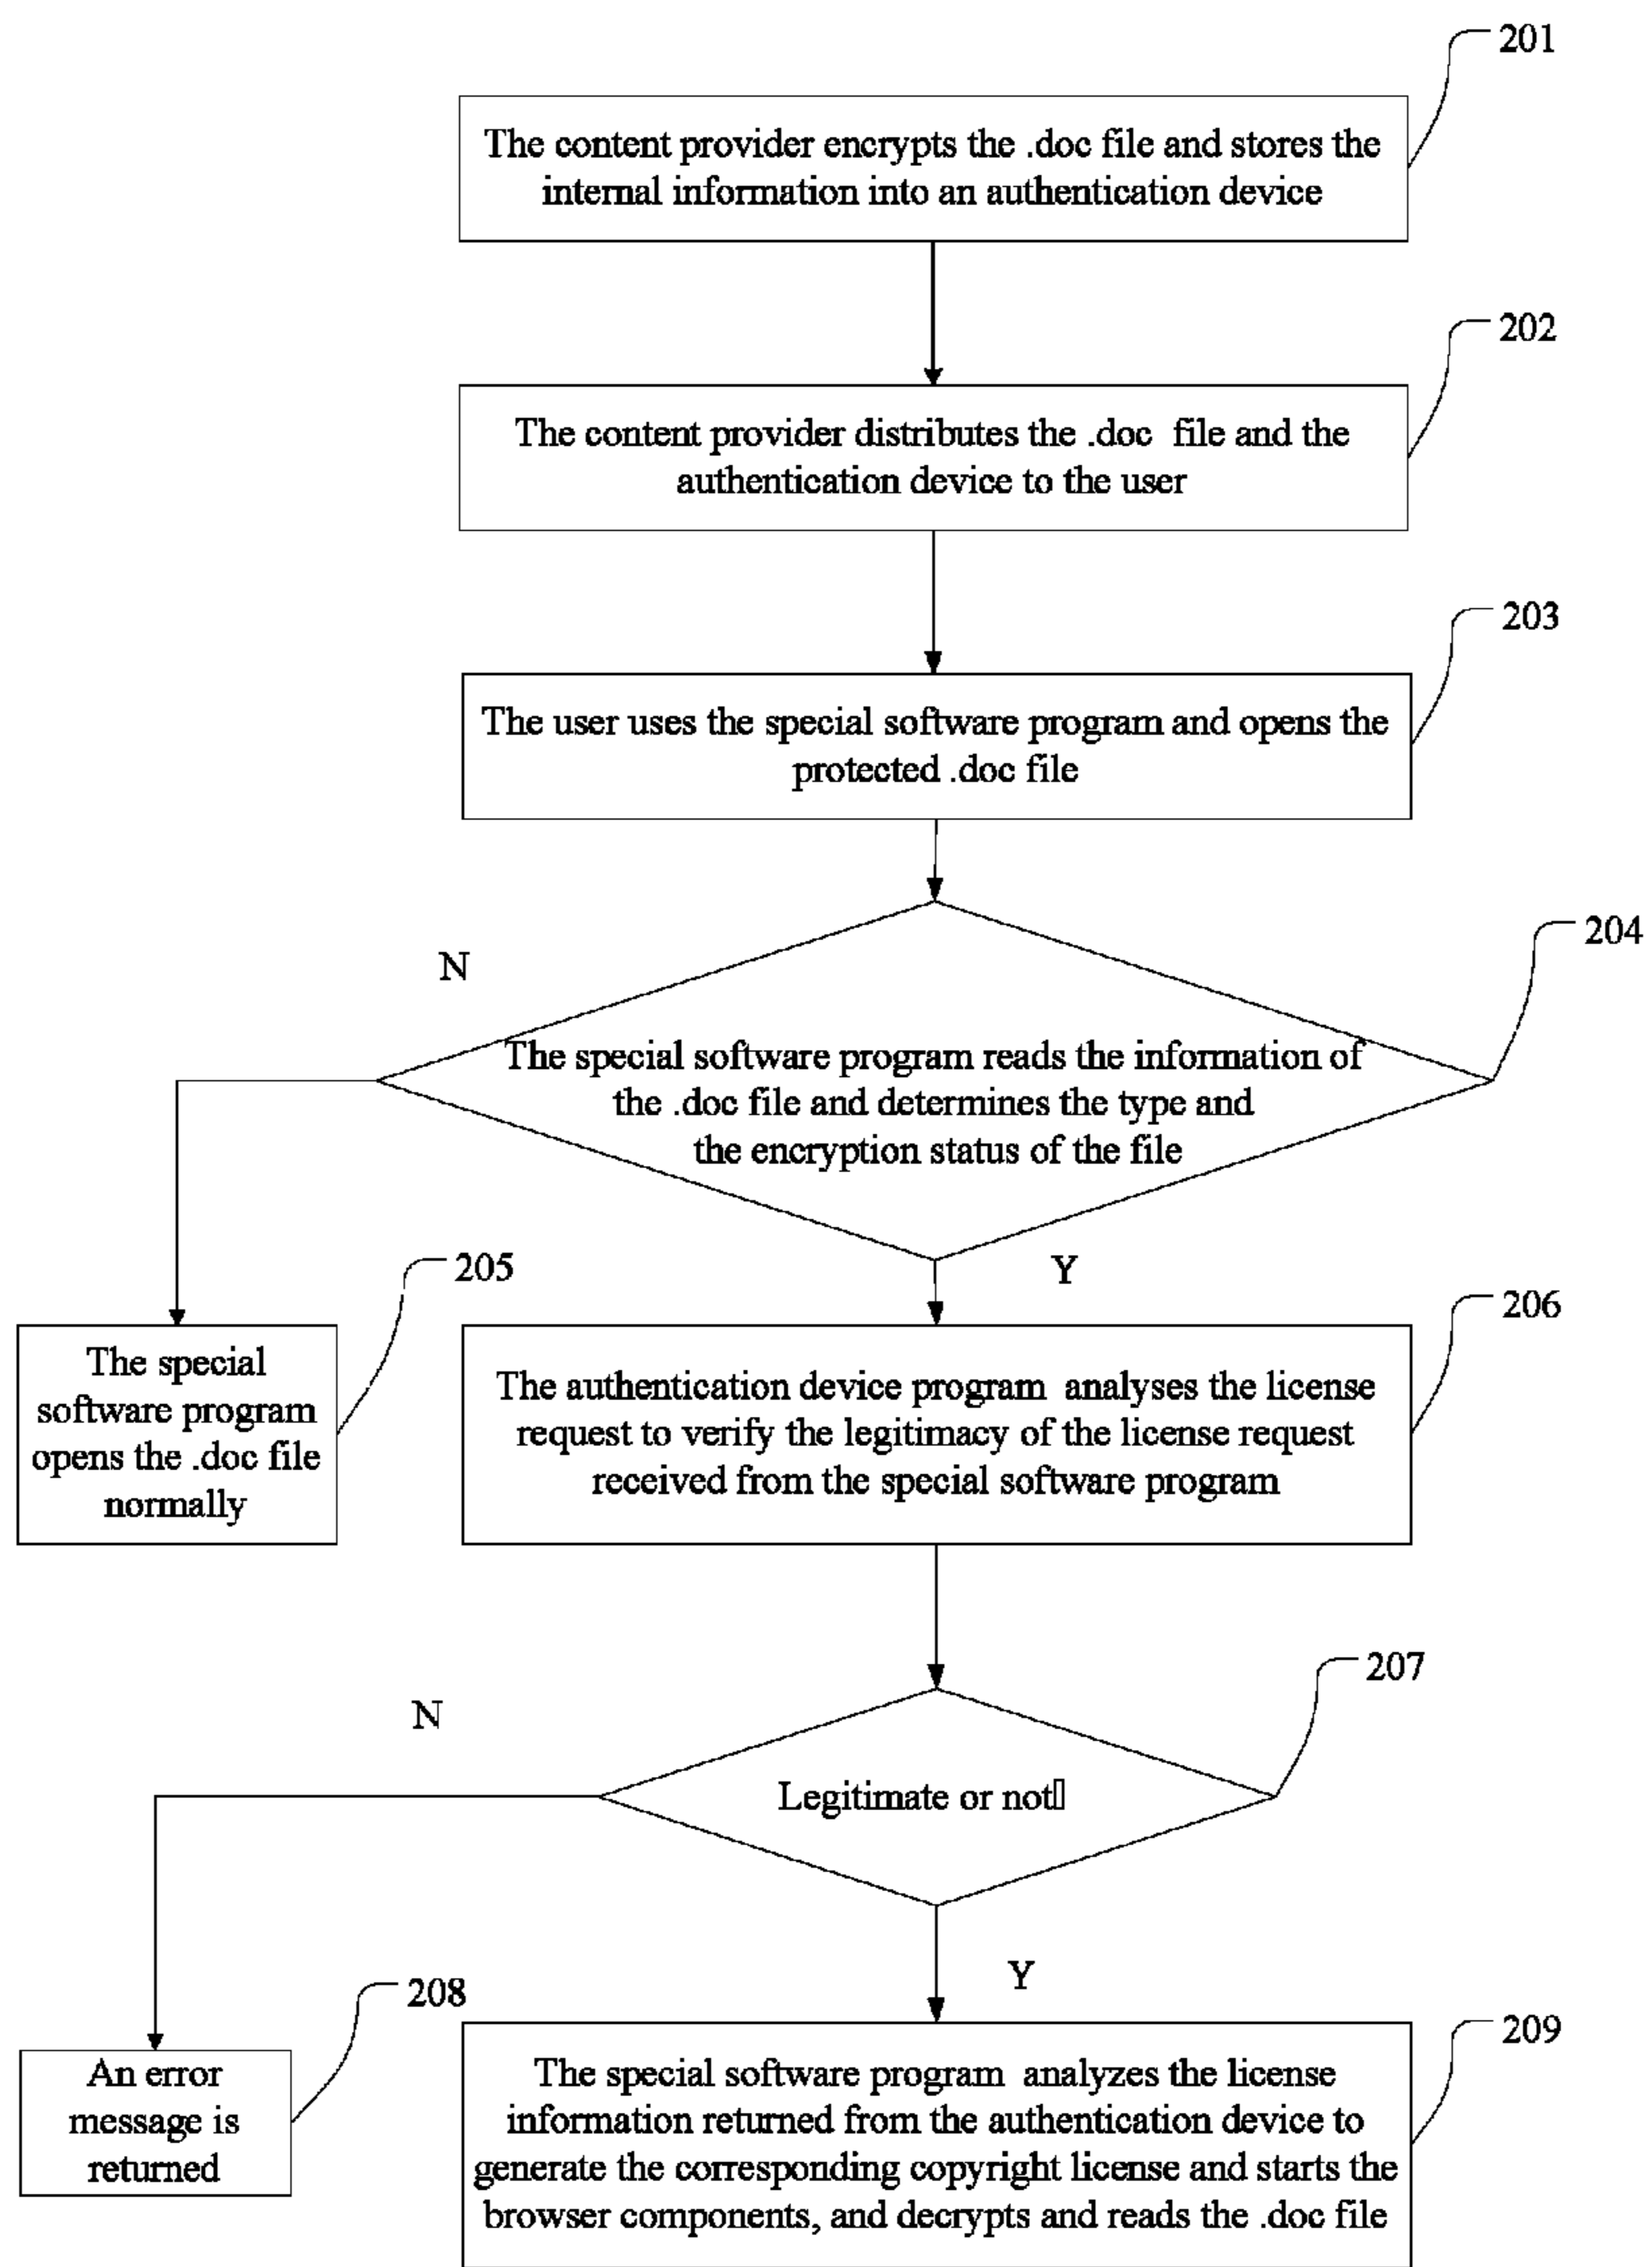 201
The content provider encrypts the .doc file and stores the
internal information into an authentication device
202
The content provider distributes the .doc file and the
authentication device to the user
203
The user uses the special software program and opens the
protected .doc file
204
N
The special software program reads the information of
the .doc file and determines the type and
the encryption status of the file
Y
205
The special
software program
opens the .doc file
normally
206
The authentication device program analyses the license
request to verify the legitimacy of the license request
received from the special software program
207
N
Legitimate or not
Y
208
An error
message is
returned
209
The special software program analyzes the license
information returned from the authentication device to
generate the corresponding copyright license and starts the
browser components, and decrypts and reads the .doc file